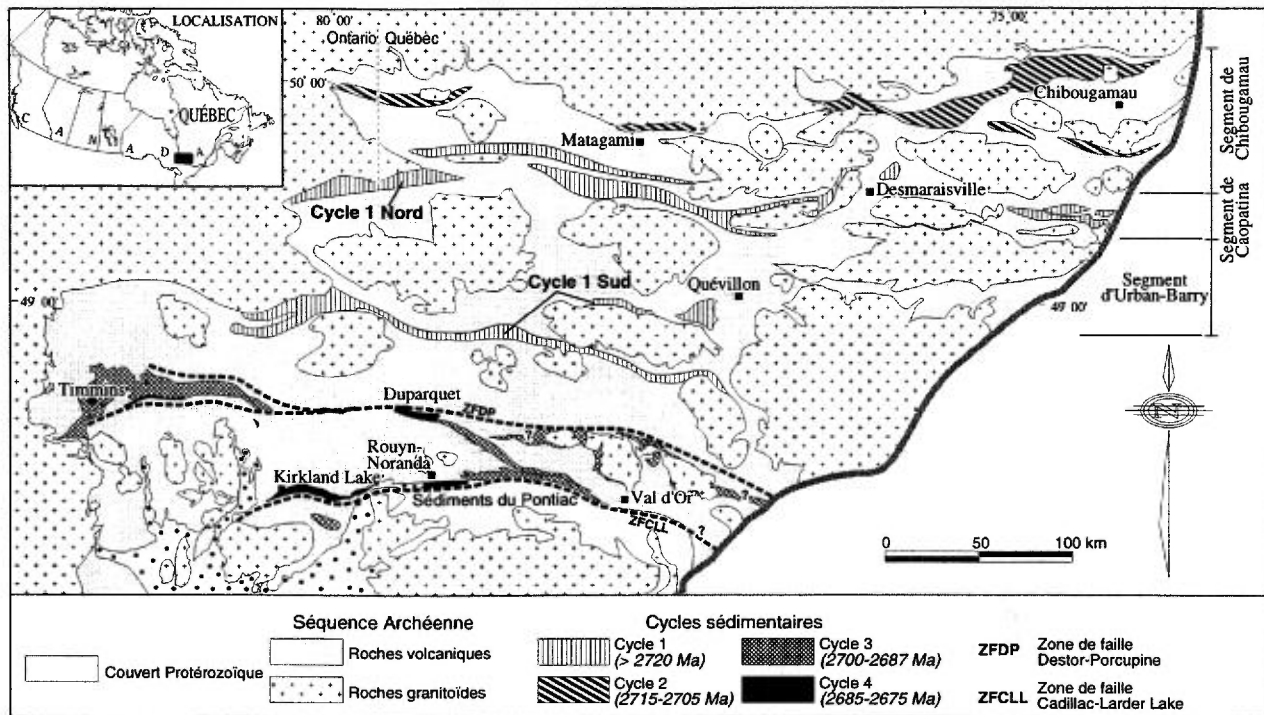 LOCALISATION
QUÉBEC
C
A
N
A
D
A
80 00'
75 00'
Ontario Québec
50 00'
Chibougamau
Matagami
Desmaraisville
Cycle 1 Nord
Segment de
Chibougamau
Segment de
Caopatina
Segment
d'Urban-Barry
49 00'
Cycle 1 Sud
Quévillon
49 00'
Timmins
Duparquet
ZFDP
?
Rouyn-
Noranda
Kirkland Lake
Sédiments du Pontiac
Val d'Or
?
ZFCLL
?
N
0 50 100 km
Séquence Archéenne
Cycles sédimentaires
Couvert Protérozoïque
Roches volcaniques
Roches granitoïdes
Cycle 1
(> 2720 Ma)
Cycle 2
(2715-2705 Ma)
Cycle 3
(2700-2687 Ma)
Cycle 4
(2685-2675 Ma)
ZFDP Zone de faille
Destor-Porcupine
ZFCLL Zone de faille
Cadillac-Larder Lake